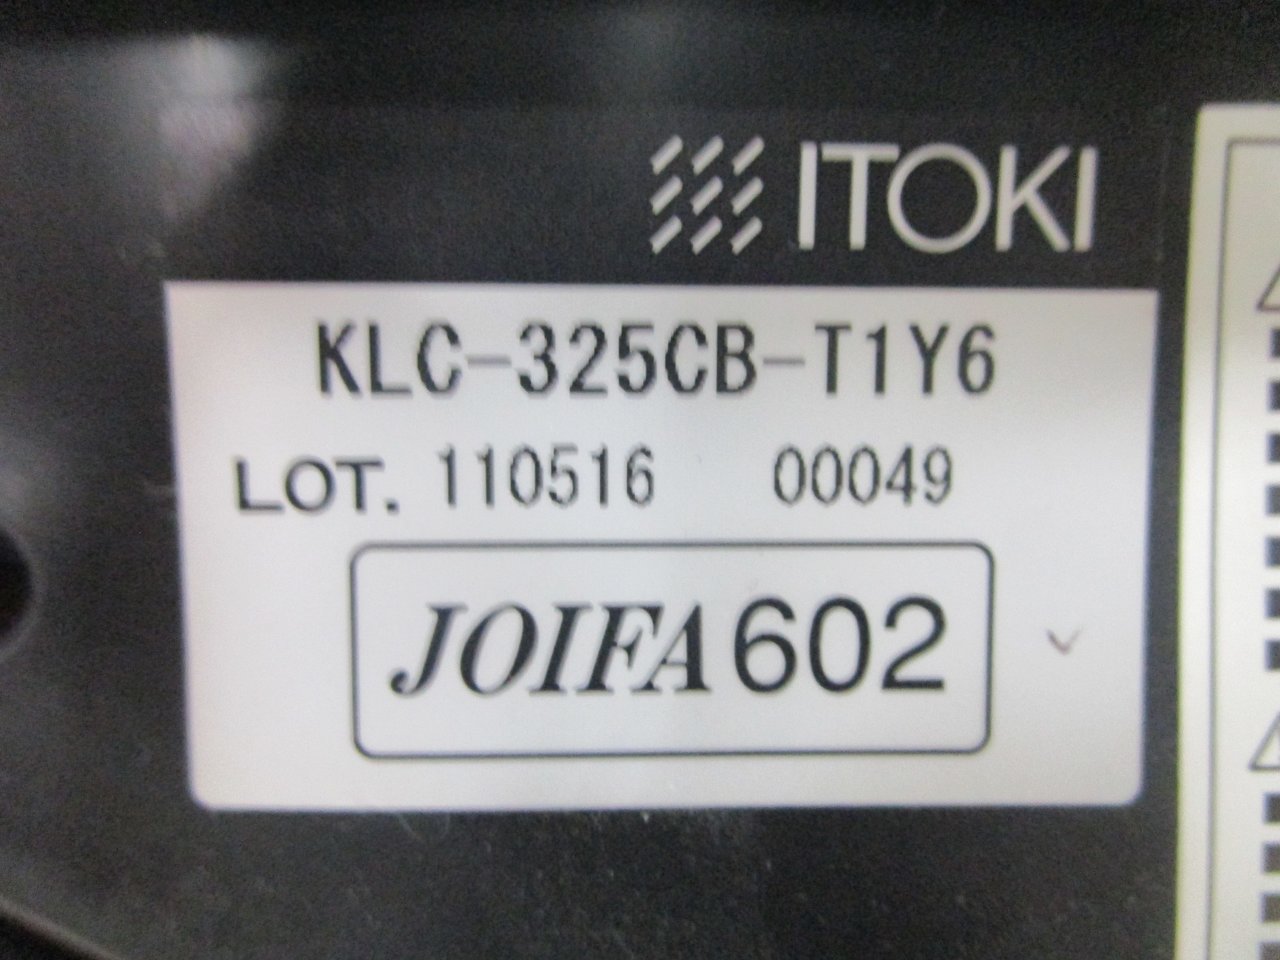 ITOKI
KLC-325CB-T1Y6
LOT. 110516 00049
JOIFA 602